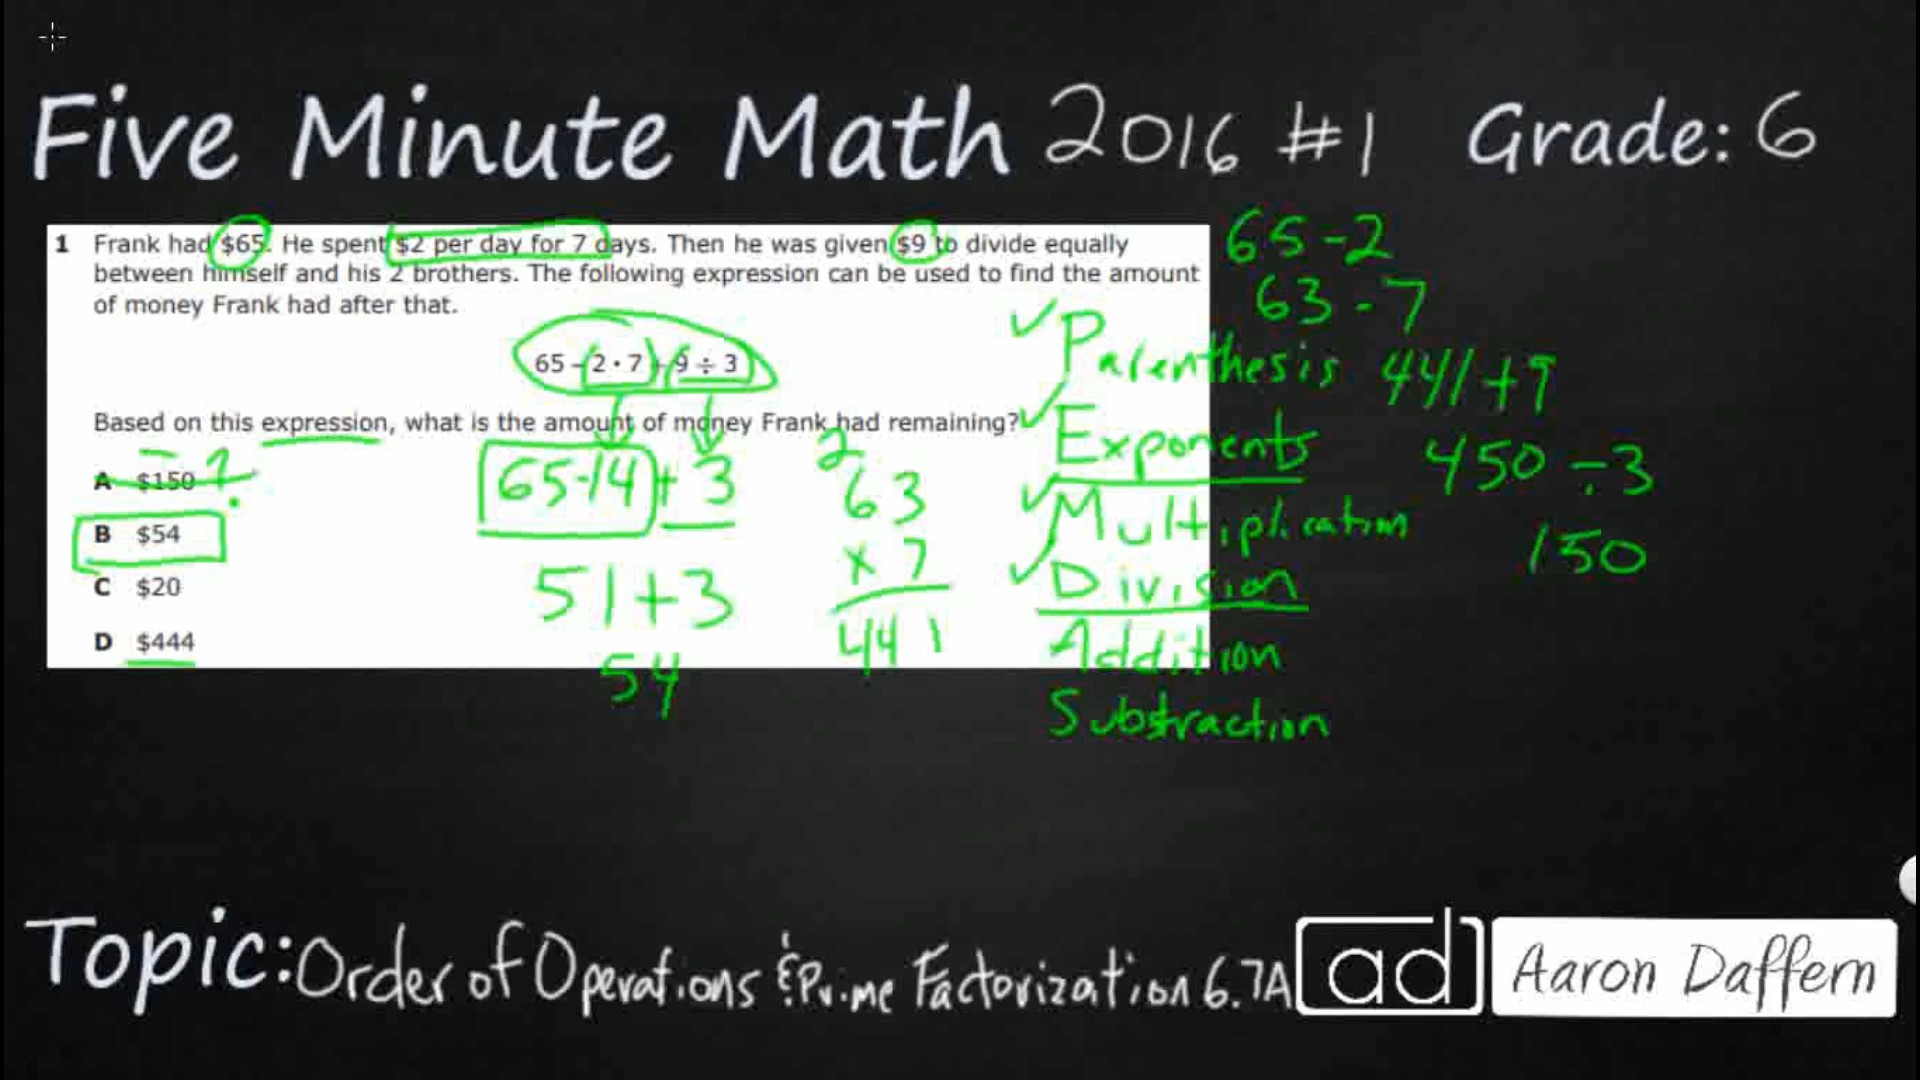 Five Minute Math 2016 #1 Grade: 6
1 Frank had $65. He spent $2 per day for 7 days. Then he was given $9 to divide equally
between himself and his 2 brothers. The following expression can be used to find the amount
of money Frank had after that.
65 - (2 · 7) + (9 ÷ 3)
Based on this expression, what is the amount of money Frank had remaining?
A $150 ?
B $54
C $20
D $444
65-14 + 3
51+3
54
2
63
x 7
441
Parenthesis
Exponents
Multiplication
Division
Addition
Subtraction
65-2
63-7
441+9
450÷3
150
Topic: Order of Operations & Prime Factorization 6.7A
ad Aaron Daffern